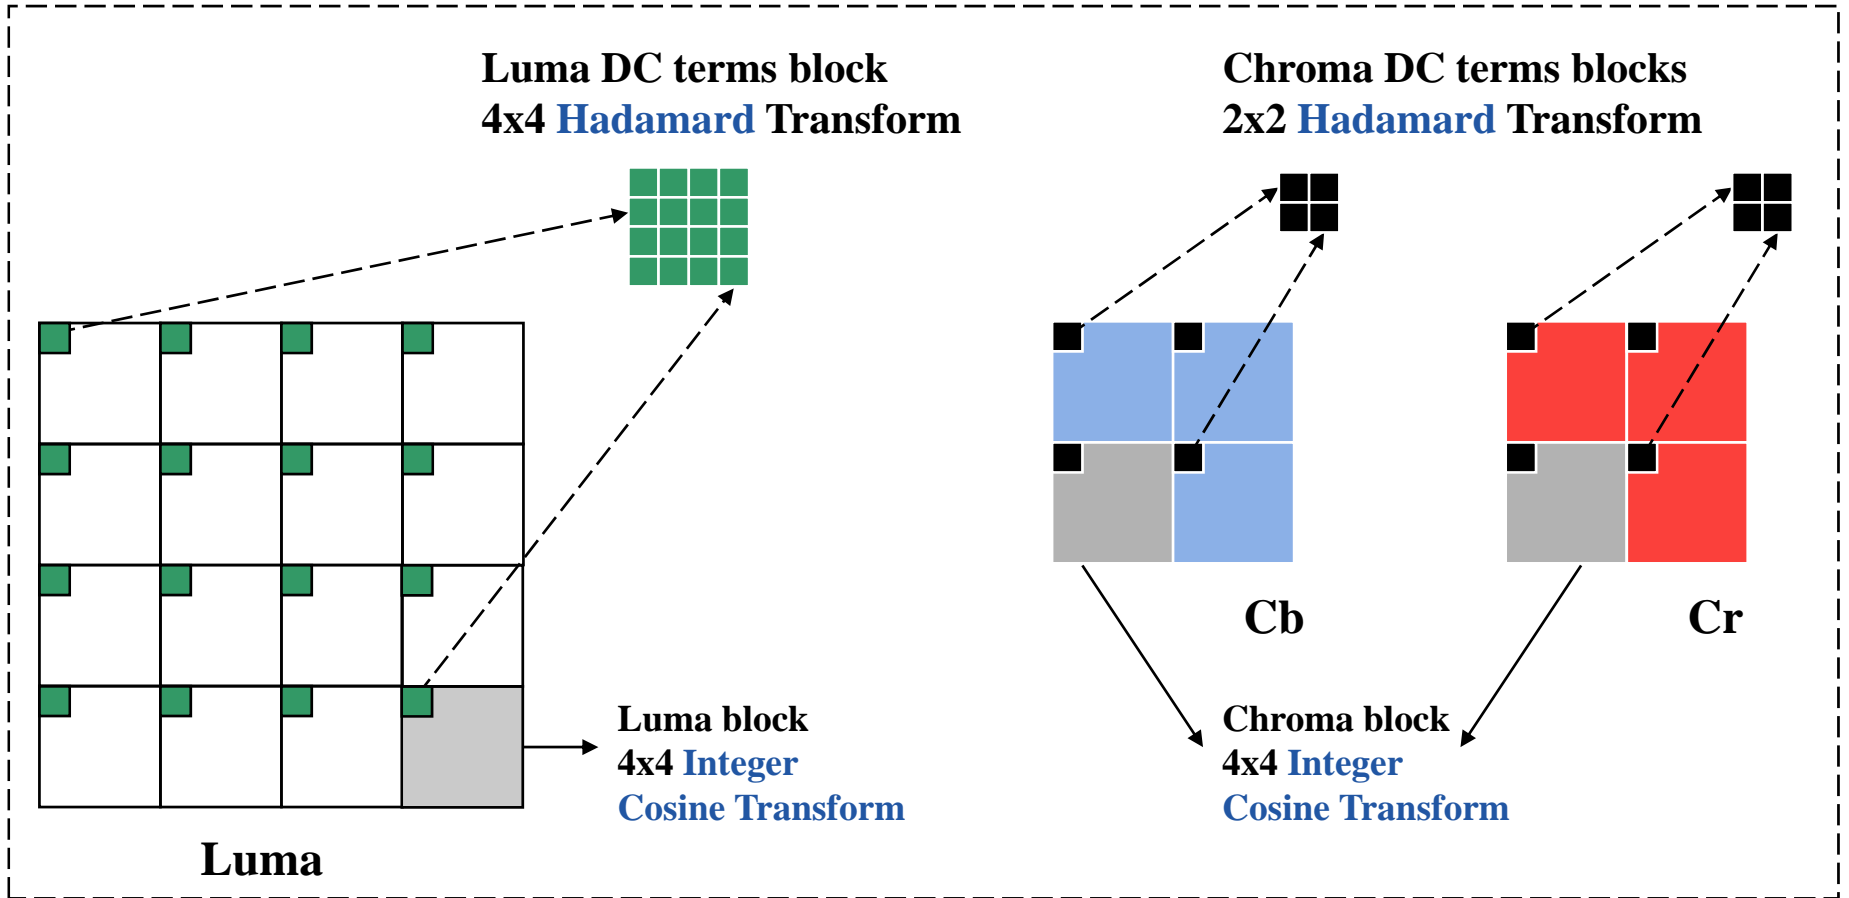 Luma DC terms block
4x4 Hadamard Transform
Chroma DC terms blocks
2x2 Hadamard Transform
Cb
Cr
Luma block
4x4 Integer
Cosine Transform
Chroma block
4x4 Integer
Cosine Transform
Luma